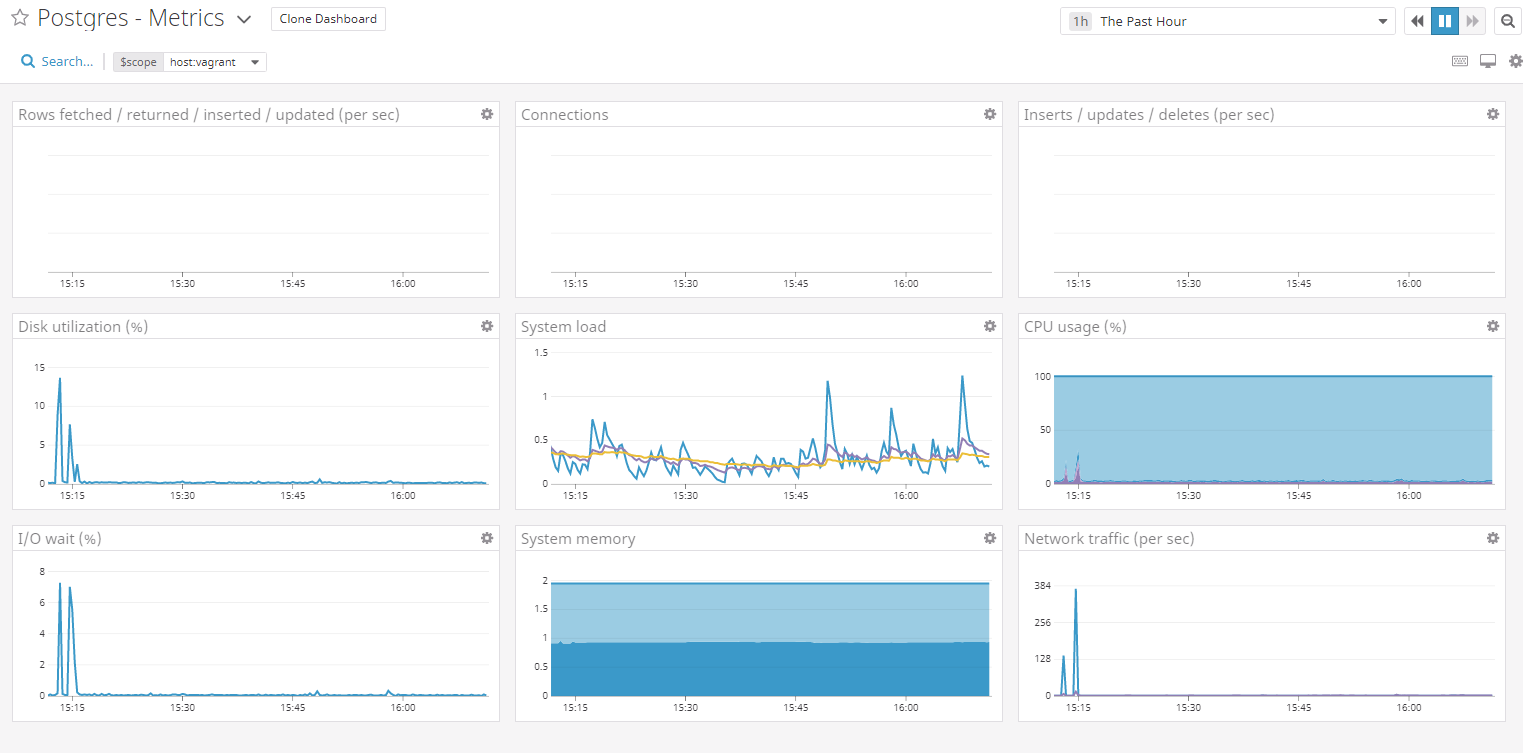 Postgres - Metrics
Clone Dashboard
1h The Past Hour
Search...
$scope host:vagrant
Rows fetched / returned / inserted / updated (per sec)
15:15 15:30 15:45 16:00
Connections
15:15 15:30 15:45 16:00
Inserts / updates / deletes (per sec)
15:15 15:30 15:45 16:00
Disk utilization (%)
15
10
5
0
15:15 15:30 15:45 16:00
System load
1.5
1
0.5
0
15:15 15:30 15:45 16:00
CPU usage (%)
100
50
0
15:15 15:30 15:45 16:00
I/O wait (%)
8
6
4
2
0
15:15 15:30 15:45 16:00
System memory
2
1.5
1
0.5
0
15:15 15:30 15:45 16:00
Network traffic (per sec)
384
256
128
0
15:15 15:30 15:45 16:00